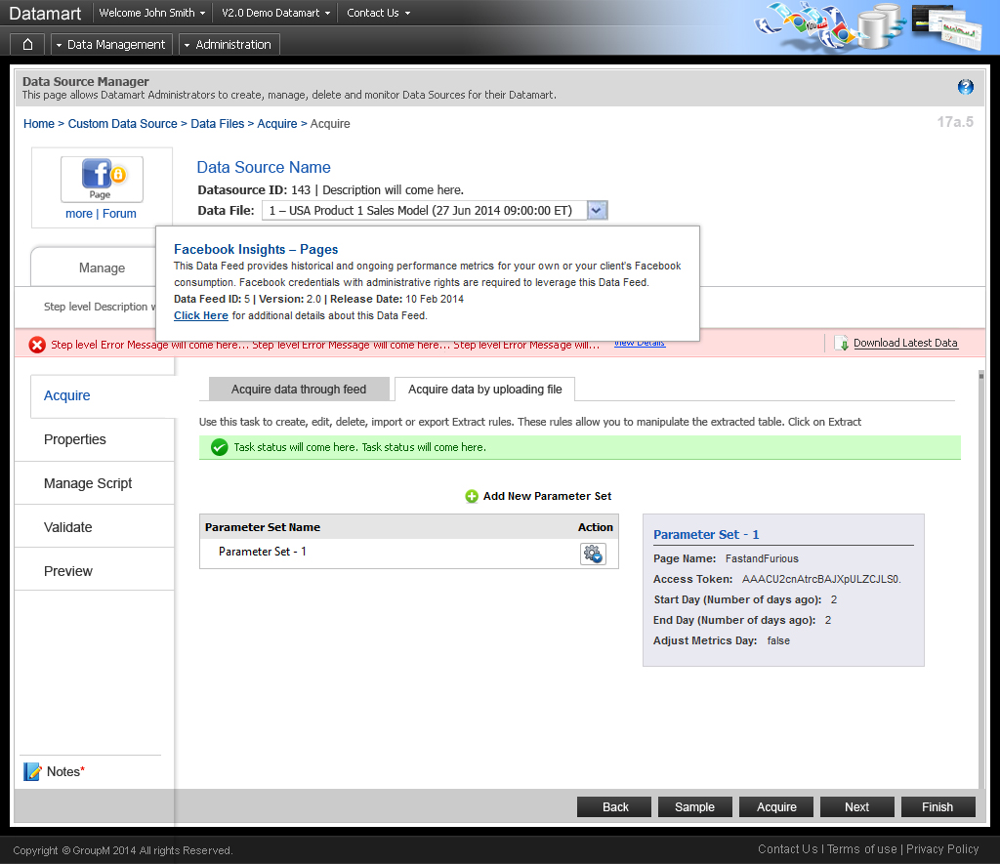 Datamart
Welcome John Smith
V2.0 Demo Datamart
Contact Us
Data Management
Administration
Data Source Manager
This page allows Datamart Administrators to create, manage, delete and monitor Data Sources for their Datamart.
Home > Custom Data Source > Data Files > Acquire > Acquire
17a.5
Page
more | Forum
Data Source Name
Datasource ID: 143 | Description will come here.
Data File: 1 – USA Product 1 Sales Model (27 Jun 2014 09:00:00 ET)
Manage
Facebook Insights – Pages
This Data Feed provides historical and ongoing performance metrics for your own or your client's Facebook
consumption. Facebook credentials with administrative rights are required to leverage this Data Feed.
Data Feed ID: 5 | Version: 2.0 | Release Date: 10 Feb 2014
Click Here for additional details about this Data Feed.
Step level Description
Step level Error Message will come here... Step level Error Message will come here... Step level Error Message will... View Details
Download Latest Data
Acquire
Properties
Manage Script
Validate
Preview
Notes*
Acquire data through feed
Acquire data by uploading file
Use this task to create, edit, delete, import or export Extract rules. These rules allow you to manipulate the extracted table. Click on Extract
Task status will come here. Task status will come here.
Add New Parameter Set
Parameter Set Name Action
Parameter Set - 1
Parameter Set - 1
Page Name: FastandFurious
Access Token: AAACU2cnAtrcBAJXpULZCJLS0.
Start Day (Number of days ago): 2
End Day (Number of days ago): 2
Adjust Metrics Day: false
Back
Sample
Acquire
Next
Finish
Copyright © GroupM 2014 All rights Reserved.
Contact Us | Terms of use | Privacy Policy